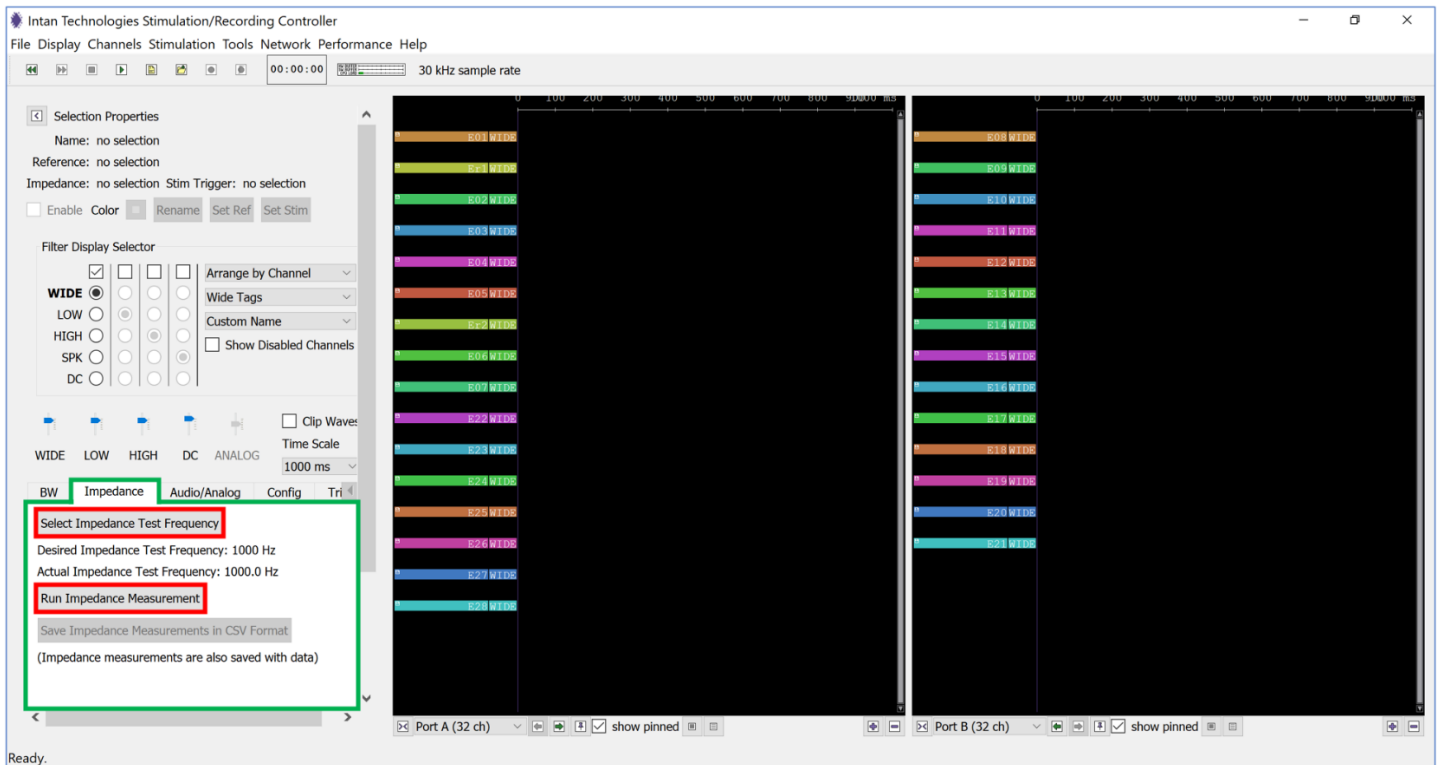 Intan Technologies Stimulation/Recording Controller
File Display Channels Stimulation Tools Network Performance Help
00:00:00
30 kHz sample rate
Selection Properties
Name: no selection
Reference: no selection
Impedance: no selection Stim Trigger: no selection
Enable Color Rename Set Ref Set Stim
Filter Display Selector
Arrange by Channel
WIDE
Wide Tags
LOW
Custom Name
HIGH
Show Disabled Channels
SPK
DC
Clip Waves
Time Scale
WIDE LOW HIGH DC ANALOG
1000 ms
BW Impedance Audio/Analog Config Tri
Select Impedance Test Frequency
Desired Impedance Test Frequency: 1000 Hz
Actual Impedance Test Frequency: 1000.0 Hz
Run Impedance Measurement
Save Impedance Measurements in CSV Format
(Impedance measurements are also saved with data)
0 100 200 300 400 500 600 700 800 ms
E01 WIDE
Er1 WIDE
E02 WIDE
E03 WIDE
E04 WIDE
E05 WIDE
Er2 WIDE
E06 WIDE
E07 WIDE
E22 WIDE
E23 WIDE
E24 WIDE
E25 WIDE
E26 WIDE
E27 WIDE
E28 WIDE
Port A (32 ch) show pinned
0 100 200 300 400 500 600 700 800 ms
E08 WIDE
E09 WIDE
E10 WIDE
E11 WIDE
E12 WIDE
E13 WIDE
E14 WIDE
E15 WIDE
E16 WIDE
E17 WIDE
E18 WIDE
E19 WIDE
E20 WIDE
E21 WIDE
Port B (32 ch) show pinned
Ready.